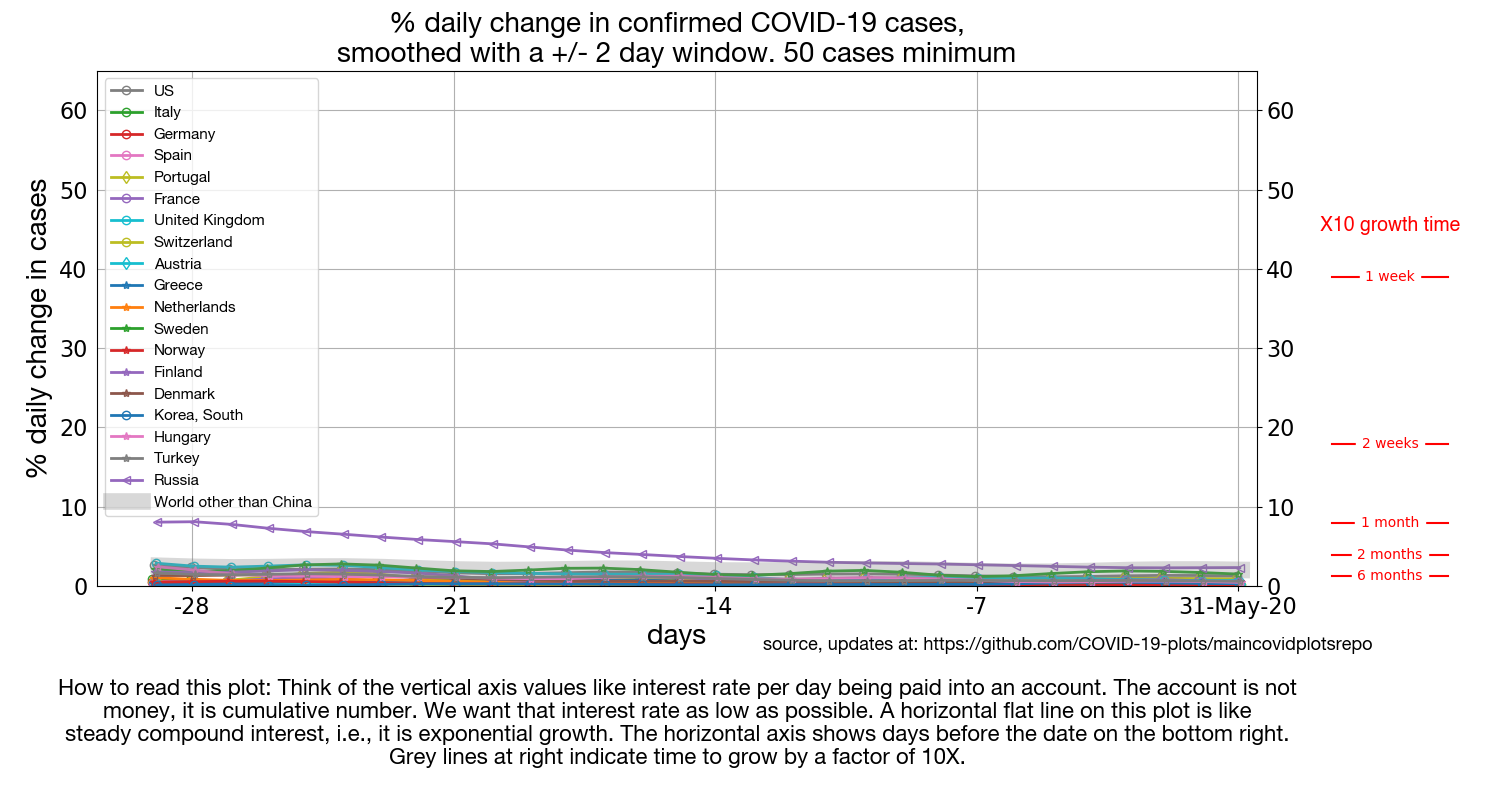 % daily change in confirmed COVID-19 cases,
smoothed with a +/- 2 day window. 50 cases minimum
% daily change in cases
60
50
40
30
20
10
0
US
Italy
Germany
Spain
Portugal
France
United Kingdom
Switzerland
Austria
Greece
Netherlands
Sweden
Norway
Finland
Denmark
Korea, South
Hungary
Turkey
Russia
World other than China
60
50
40
30
20
10
0
X10 growth time
1 week
2 weeks
1 month
2 months
6 months
-28
-21
-14
-7
31-May-20
days
source, updates at: https://github.com/COVID-19-plots/maincovidplotsrepo
How to read this plot: Think of the vertical axis values like interest rate per day being paid into an account. The account is not
money, it is cumulative number. We want that interest rate as low as possible. A horizontal flat line on this plot is like
steady compound interest, i.e., it is exponential growth. The horizontal axis shows days before the date on the bottom right.
Grey lines at right indicate time to grow by a factor of 10X.